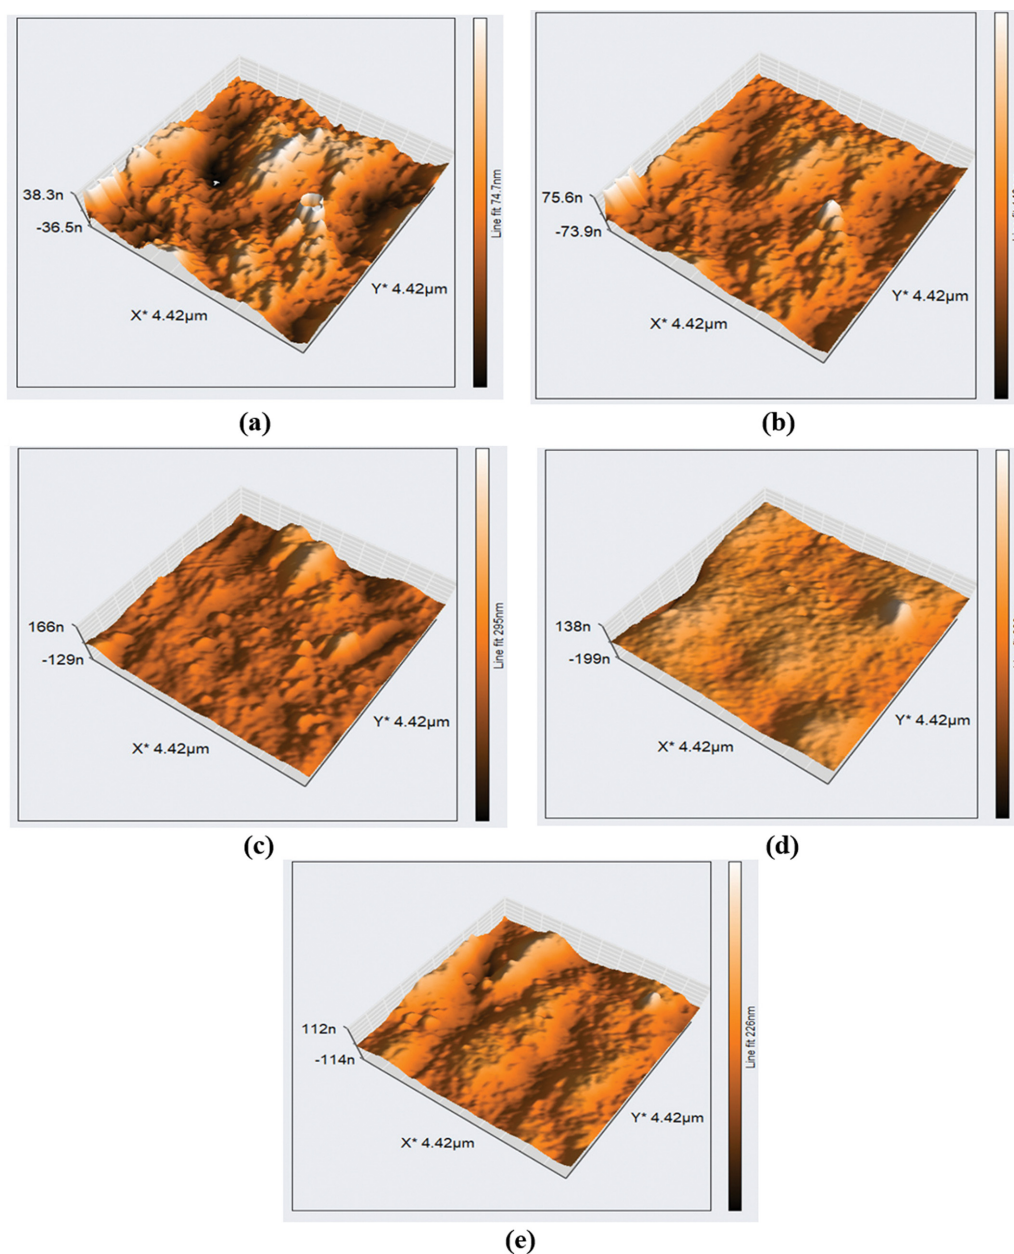 38.3n
-36.5n
X* 4.42µm
Y* 4.42µm
Line fit 74.7nm
(a)
75.6n
-73.9n
X* 4.42µm
Y* 4.42µm
(b)
166n
-129n
X* 4.42µm
Y* 4.42µm
Line fit 295nm
(c)
138n
-199n
X* 4.42µm
Y* 4.42µm
(d)
112n
-114n
X* 4.42µm
Y* 4.42µm
Line fit 226nm
(e)